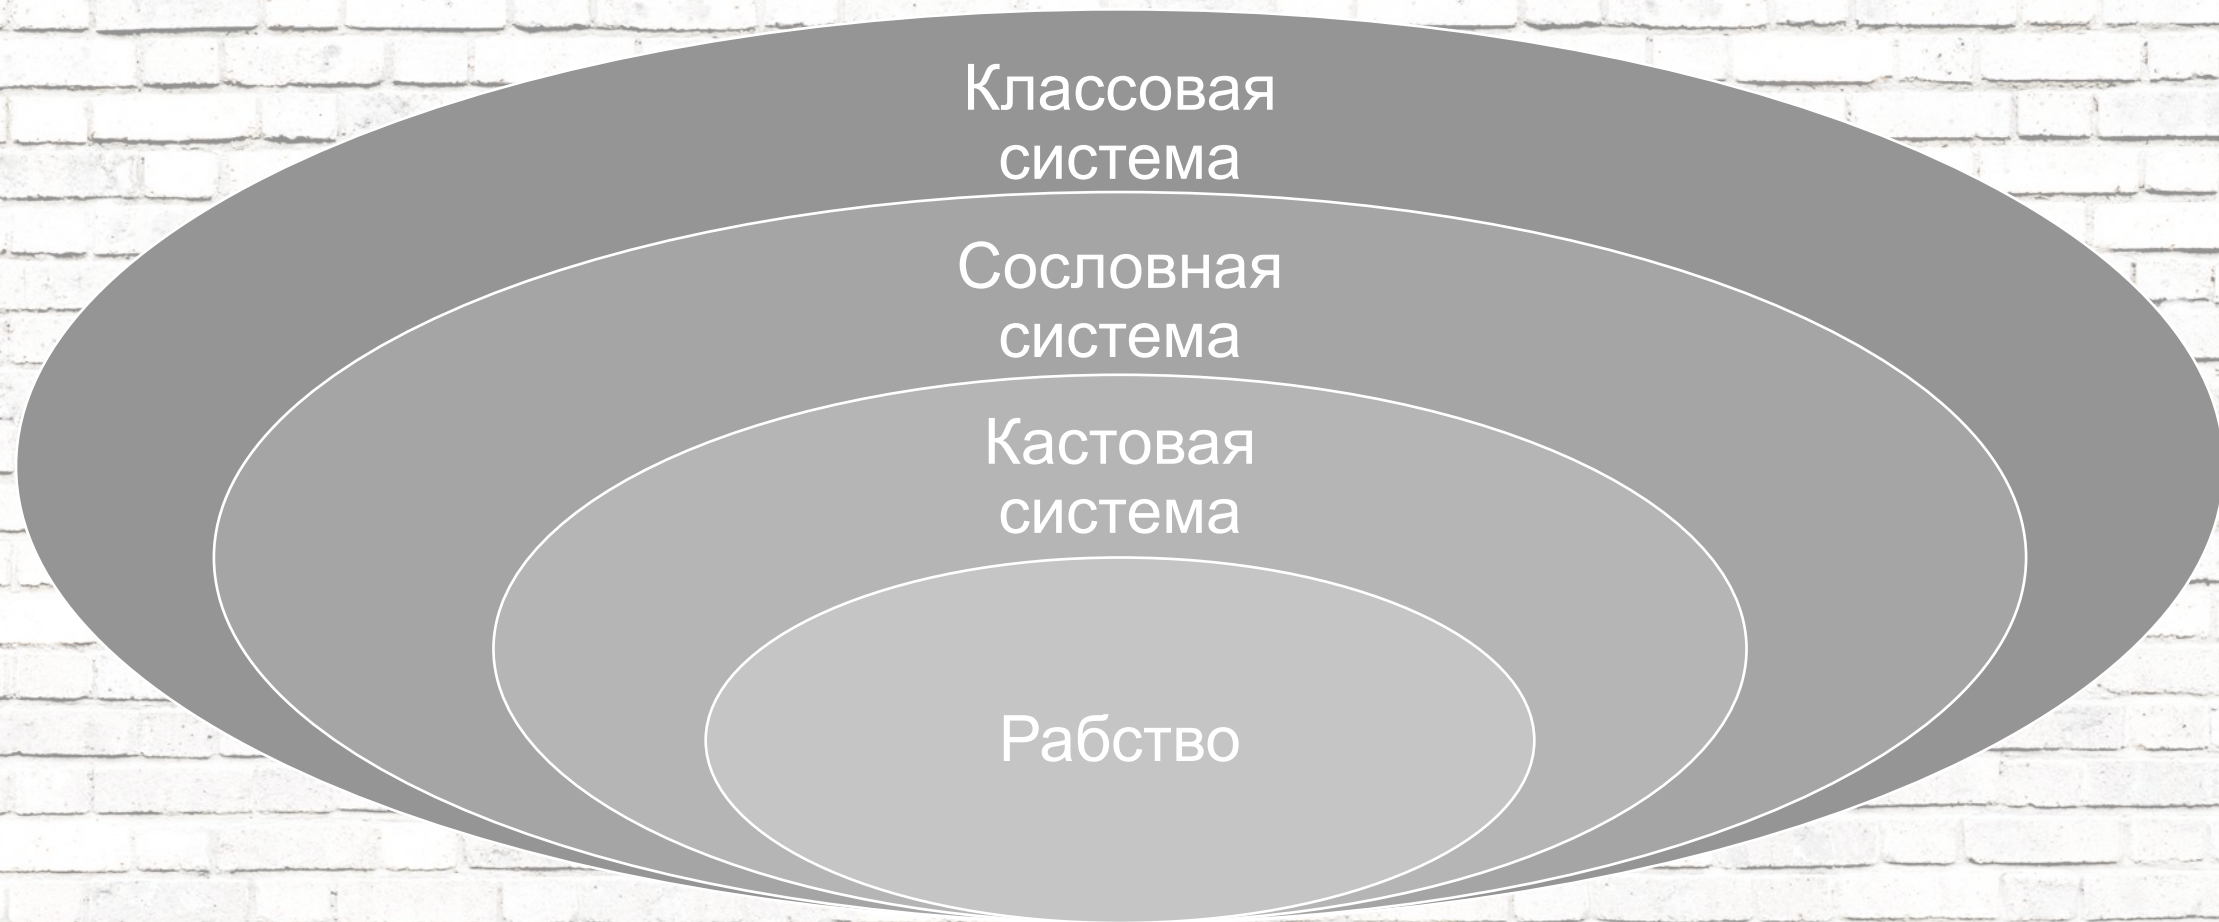 Классовая
система
Сословная
система
Кастовая
система
Рабство